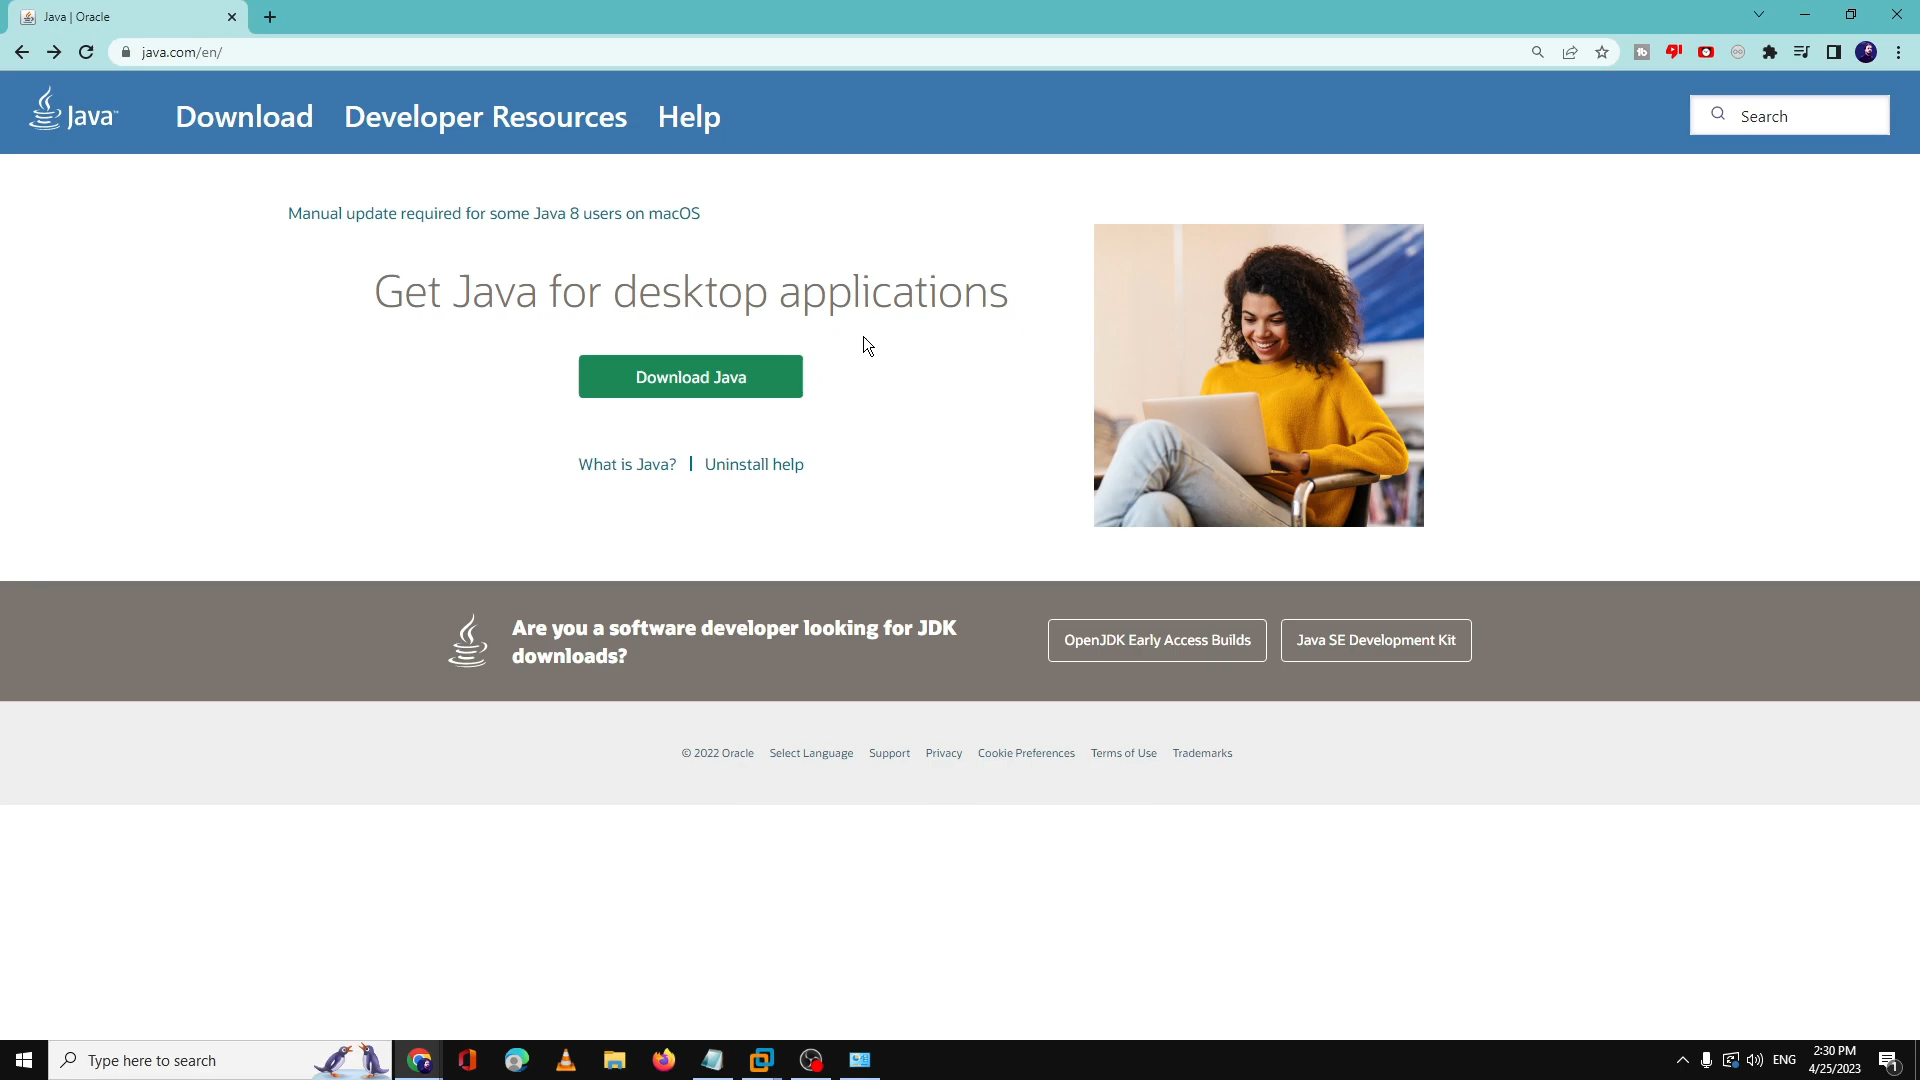 Java | Oracle
java.com/en/
Java™
Download
Developer Resources
Help
Search
Manual update required for some Java 8 users on macOS
Get Java for desktop applications
Download Java
What is Java? | Uninstall help
Are you a software developer looking for JDK
downloads?
OpenJDK Early Access Builds
Java SE Development Kit
© 2022 Oracle
Select Language
Support
Privacy
Cookie Preferences
Terms of Use
Trademarks
Type here to search
ENG
2:30 PM
4/25/2023
1